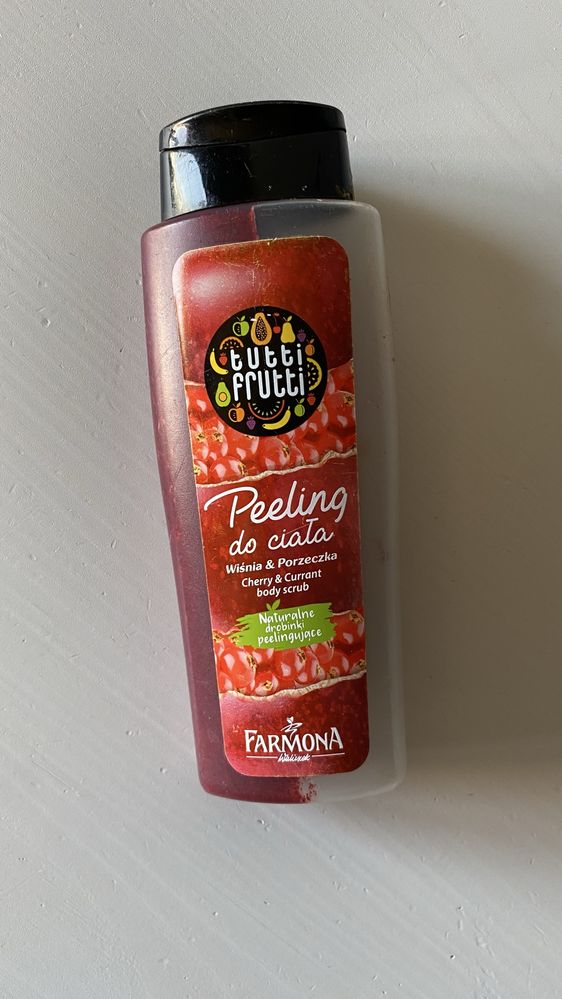 tutti
frutti
Peeling
do ciała
Wiśnia & Porzeczka
Cherry & Currant
body scrub
Naturalne
drobinki
peelingujące
FARMONA